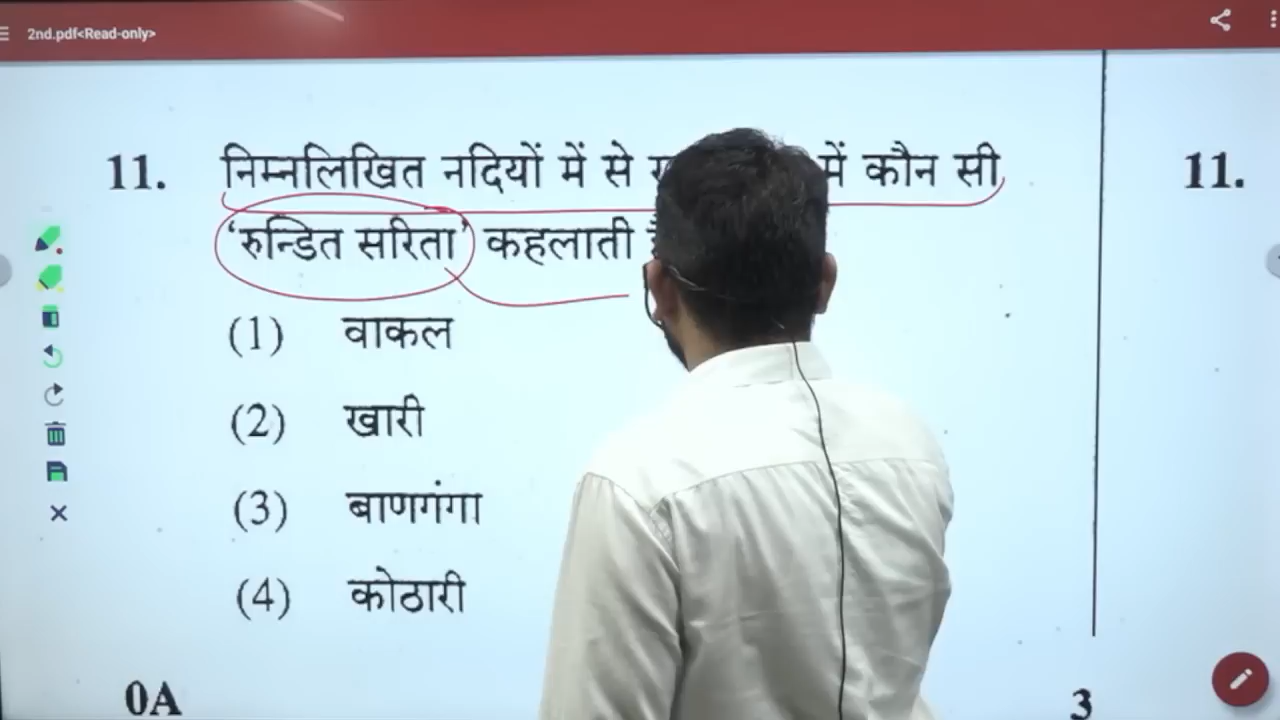 2nd.pdf<Read-only>
11. निम्नलिखित नदियों में से में कौन सी
'रुन्डित सरिता' कहलाती
(1) वाकल
(2) खारी
(3) बाणगंगा
(4) कोठारी
0A
3
11.